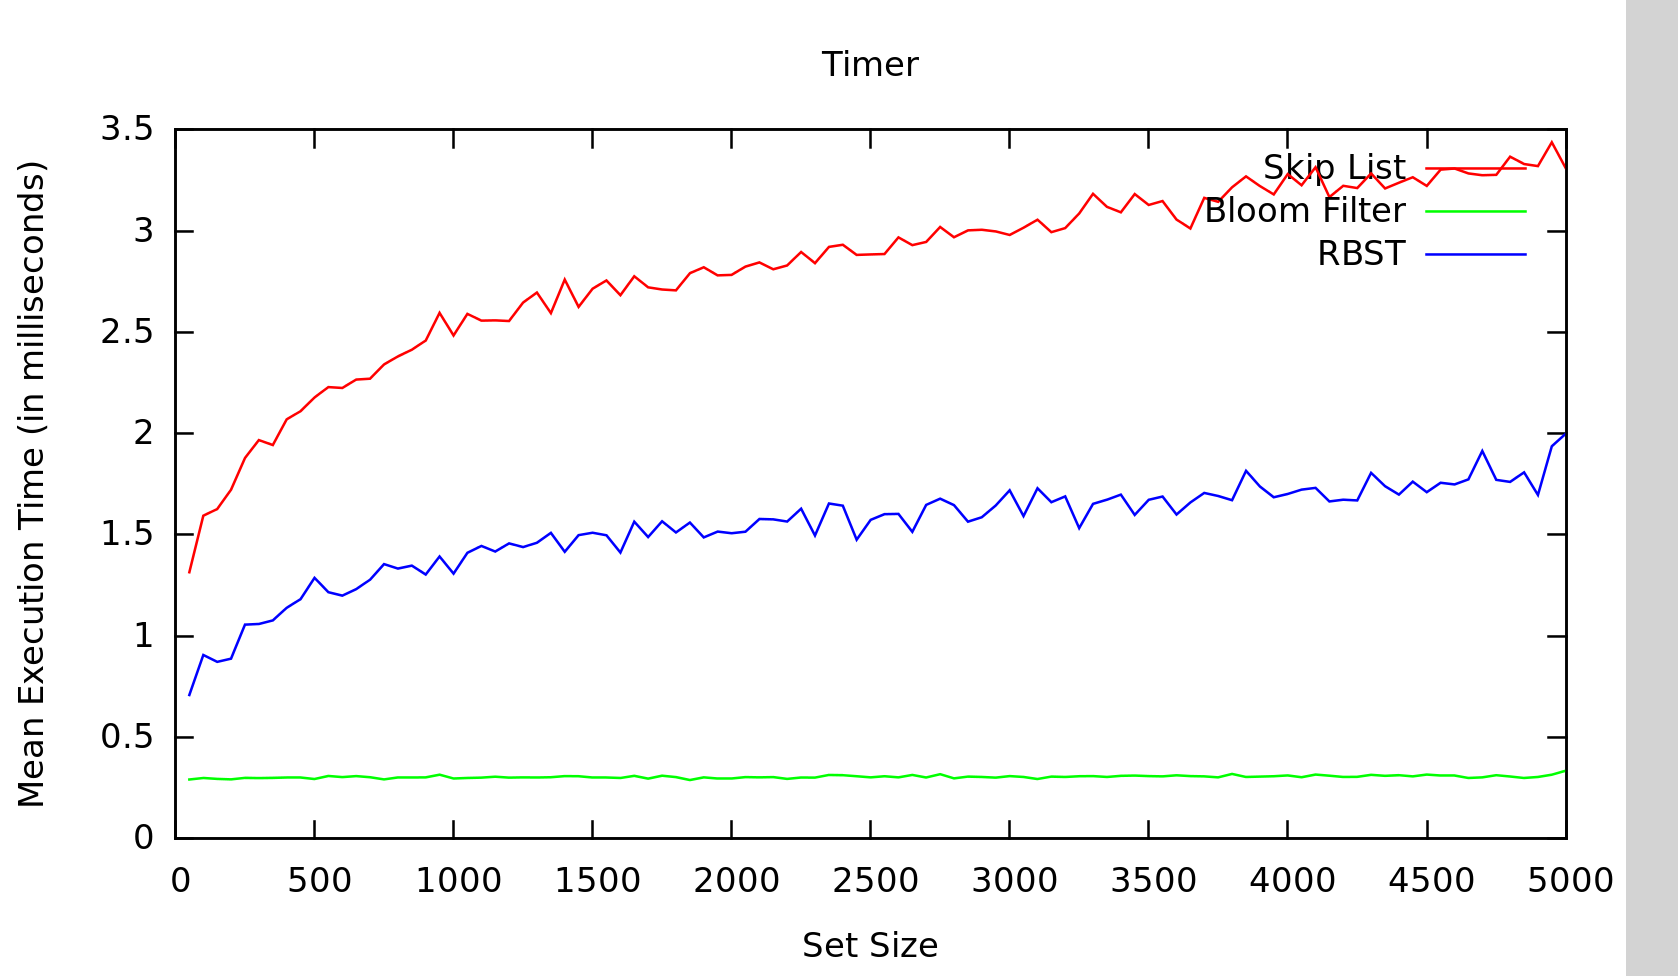 Timer
3.5
3
2.5
2
1.5
1
0.5
0
Mean Execution Time (in milliseconds)
Skip List
Bloom Filter
RBST
0 500 1000 1500 2000 2500 3000 3500 4000 4500 5000
Set Size